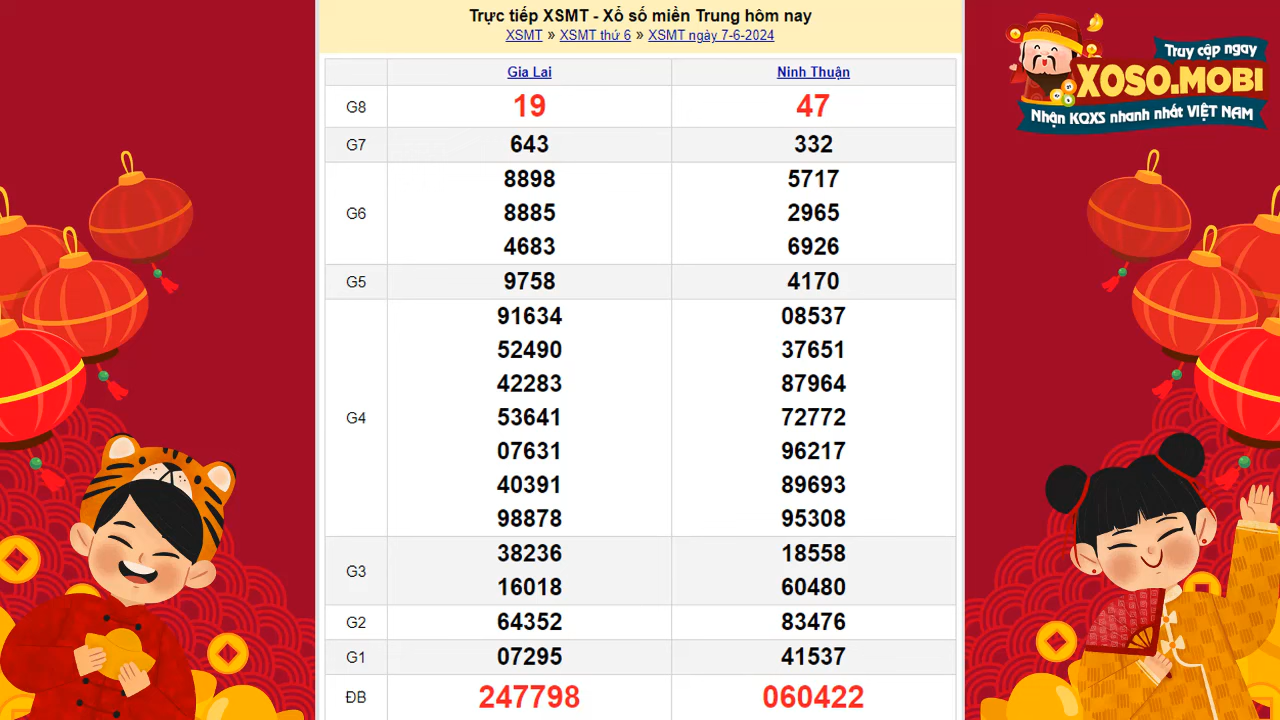 Trực tiếp XSMT - Xổ số miền Trung hôm nay
XSMT » XSMT thứ 6 » XSMT ngày 7-6-2024
Truy cập ngay
XOSO.MOBI
Nhận KQXS nhanh nhất VIỆT NAM
Gia Lai Ninh Thuận
G8 19 47
G7 643 332
8898 5717
G6 8885 2965
4683 6926
G5 9758 4170
91634 08537
52490 37651
42283 87964
G4 53641 72772
07631 96217
40391 89693
98878 95308
G3 38236 18558
16018 60480
G2 64352 83476
G1 07295 41537
ĐB 247798 060422